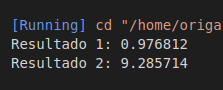 [Running] cd "/home/origa
Resultado 1: 0.976812
Resultado 2: 9.285714